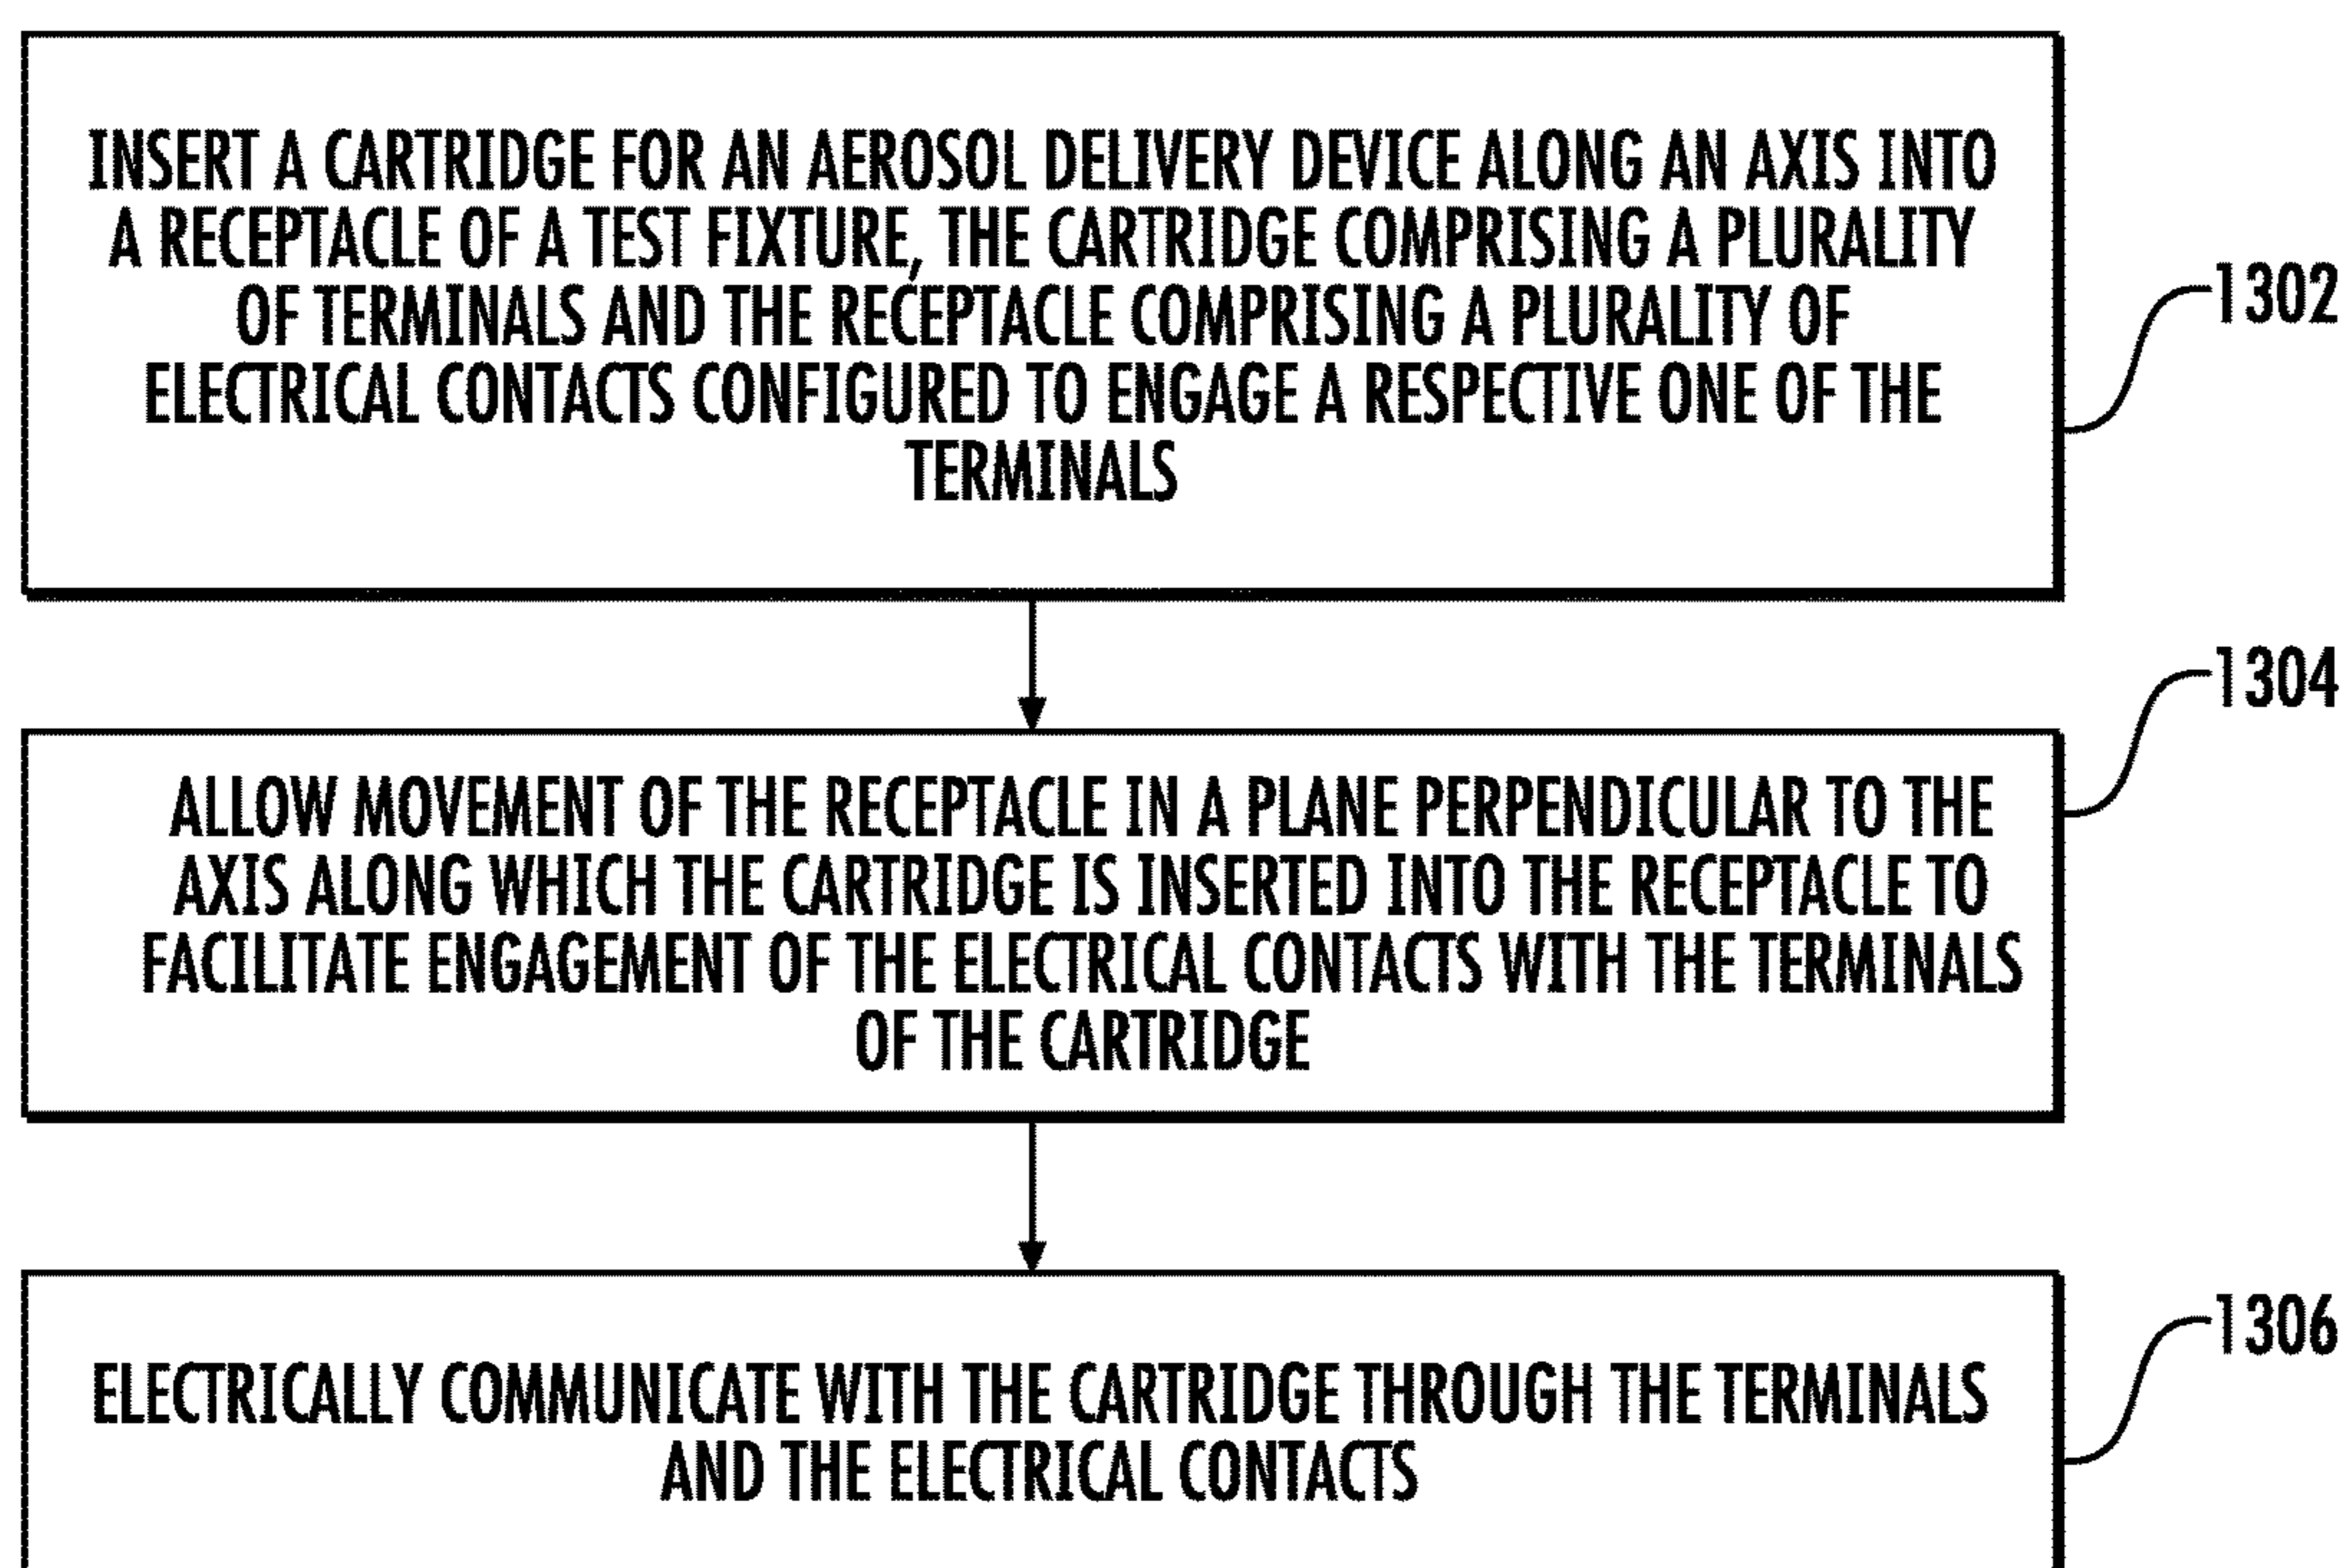 INSERT A CARTRIDGE FOR AN AEROSOL DELIVERY DEVICE ALONG AN AXIS INTO
A RECEPTACLE OF A TEST FIXTURE, THE CARTRIDGE COMPRISING A PLURALITY
OF TERMINALS AND THE RECEPTACLE COMPRISING A PLURALITY OF
ELECTRICAL CONTACTS CONFIGURED TO ENGAGE A RESPECTIVE ONE OF THE
TERMINALS
1302
1304
ALLOW MOVEMENT OF THE RECEPTACLE IN A PLANE PERPENDICULAR TO THE
AXIS ALONG WHICH THE CARTRIDGE IS INSERTED INTO THE RECEPTACLE TO
FACILITATE ENGAGEMENT OF THE ELECTRICAL CONTACTS WITH THE TERMINALS
OF THE CARTRIDGE
1306
ELECTRICALLY COMMUNICATE WITH THE CARTRIDGE THROUGH THE TERMINALS
AND THE ELECTRICAL CONTACTS